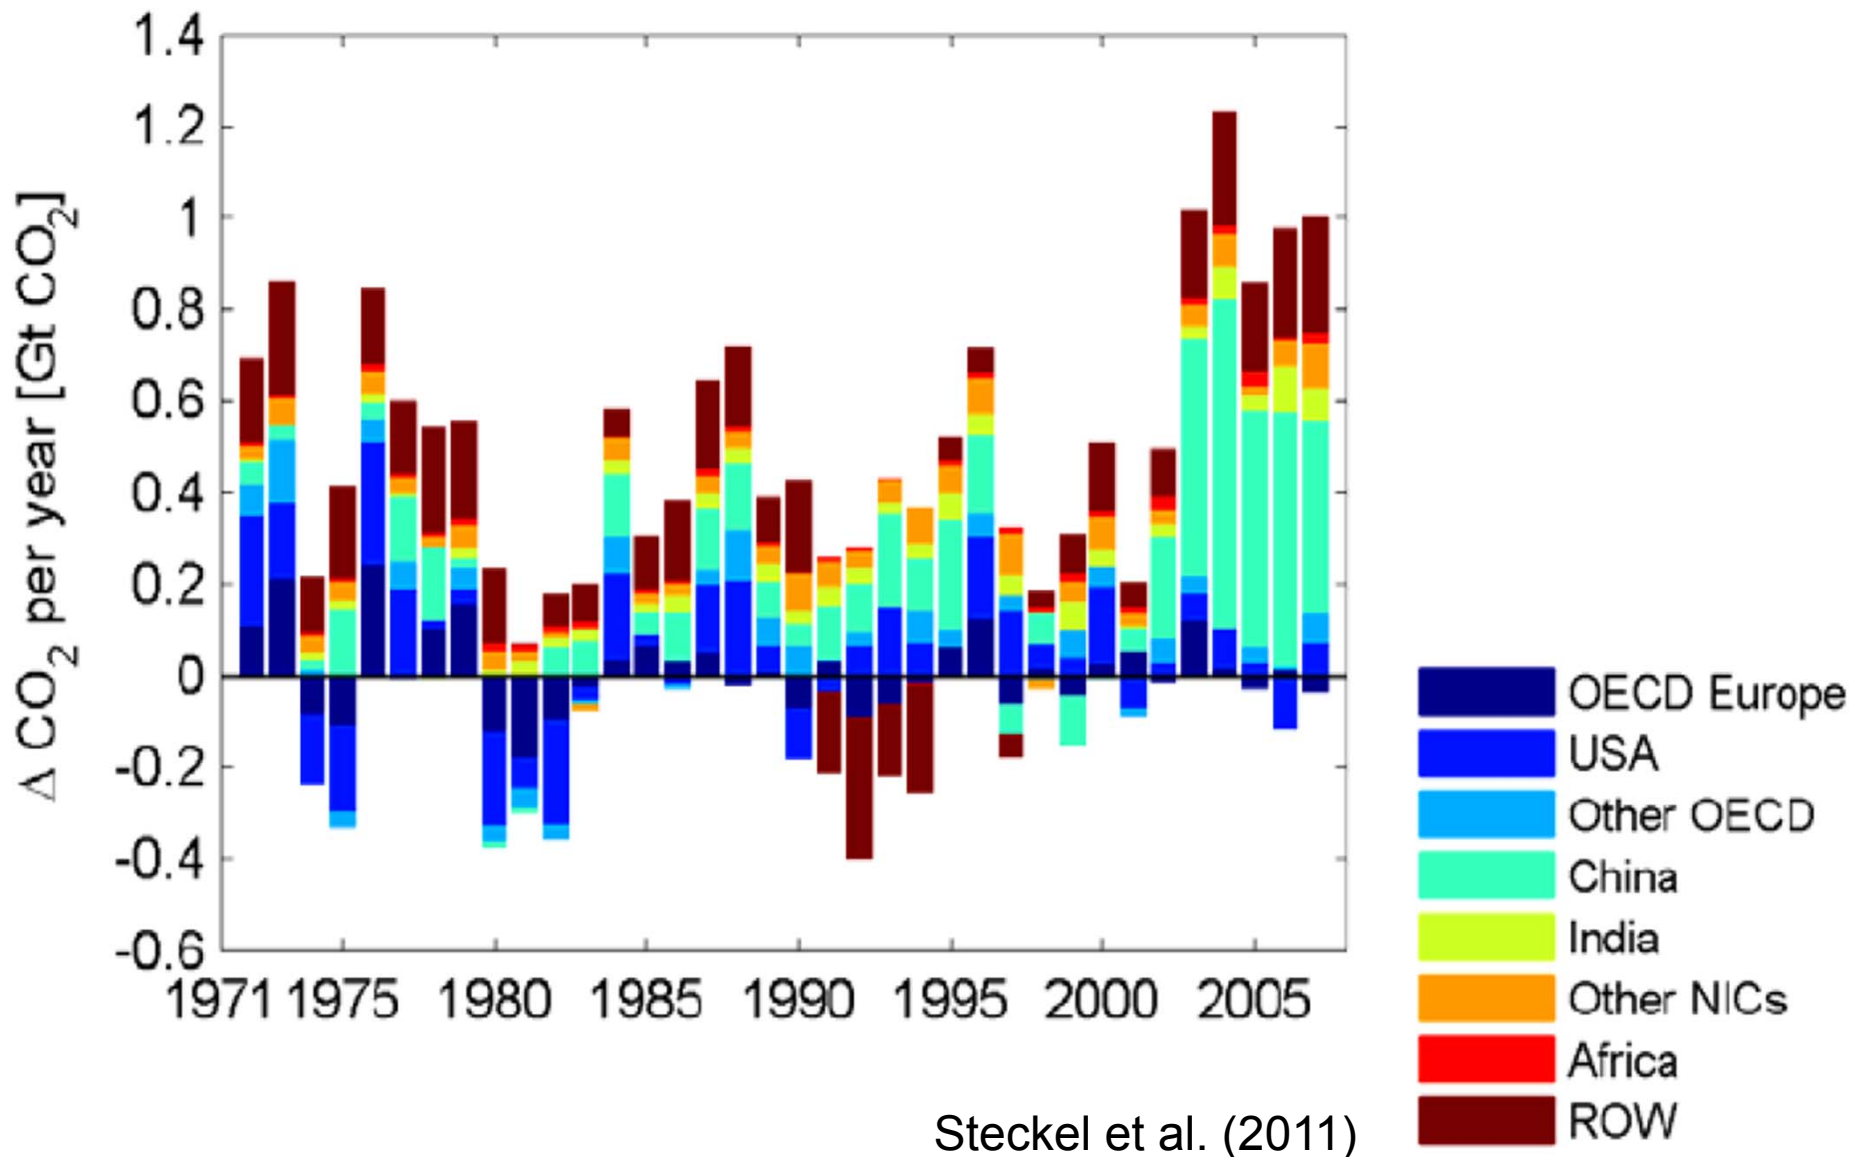 Δ CO2 per year [Gt CO2]
1.4
1.2
1
0.8
0.6
0.4
0.2
0
-0.2
-0.4
-0.6
1971 1975 1980 1985 1990 1995 2000 2005
OECD Europe
USA
Other OECD
China
India
Other NICs
Africa
ROW
Steckel et al. (2011)